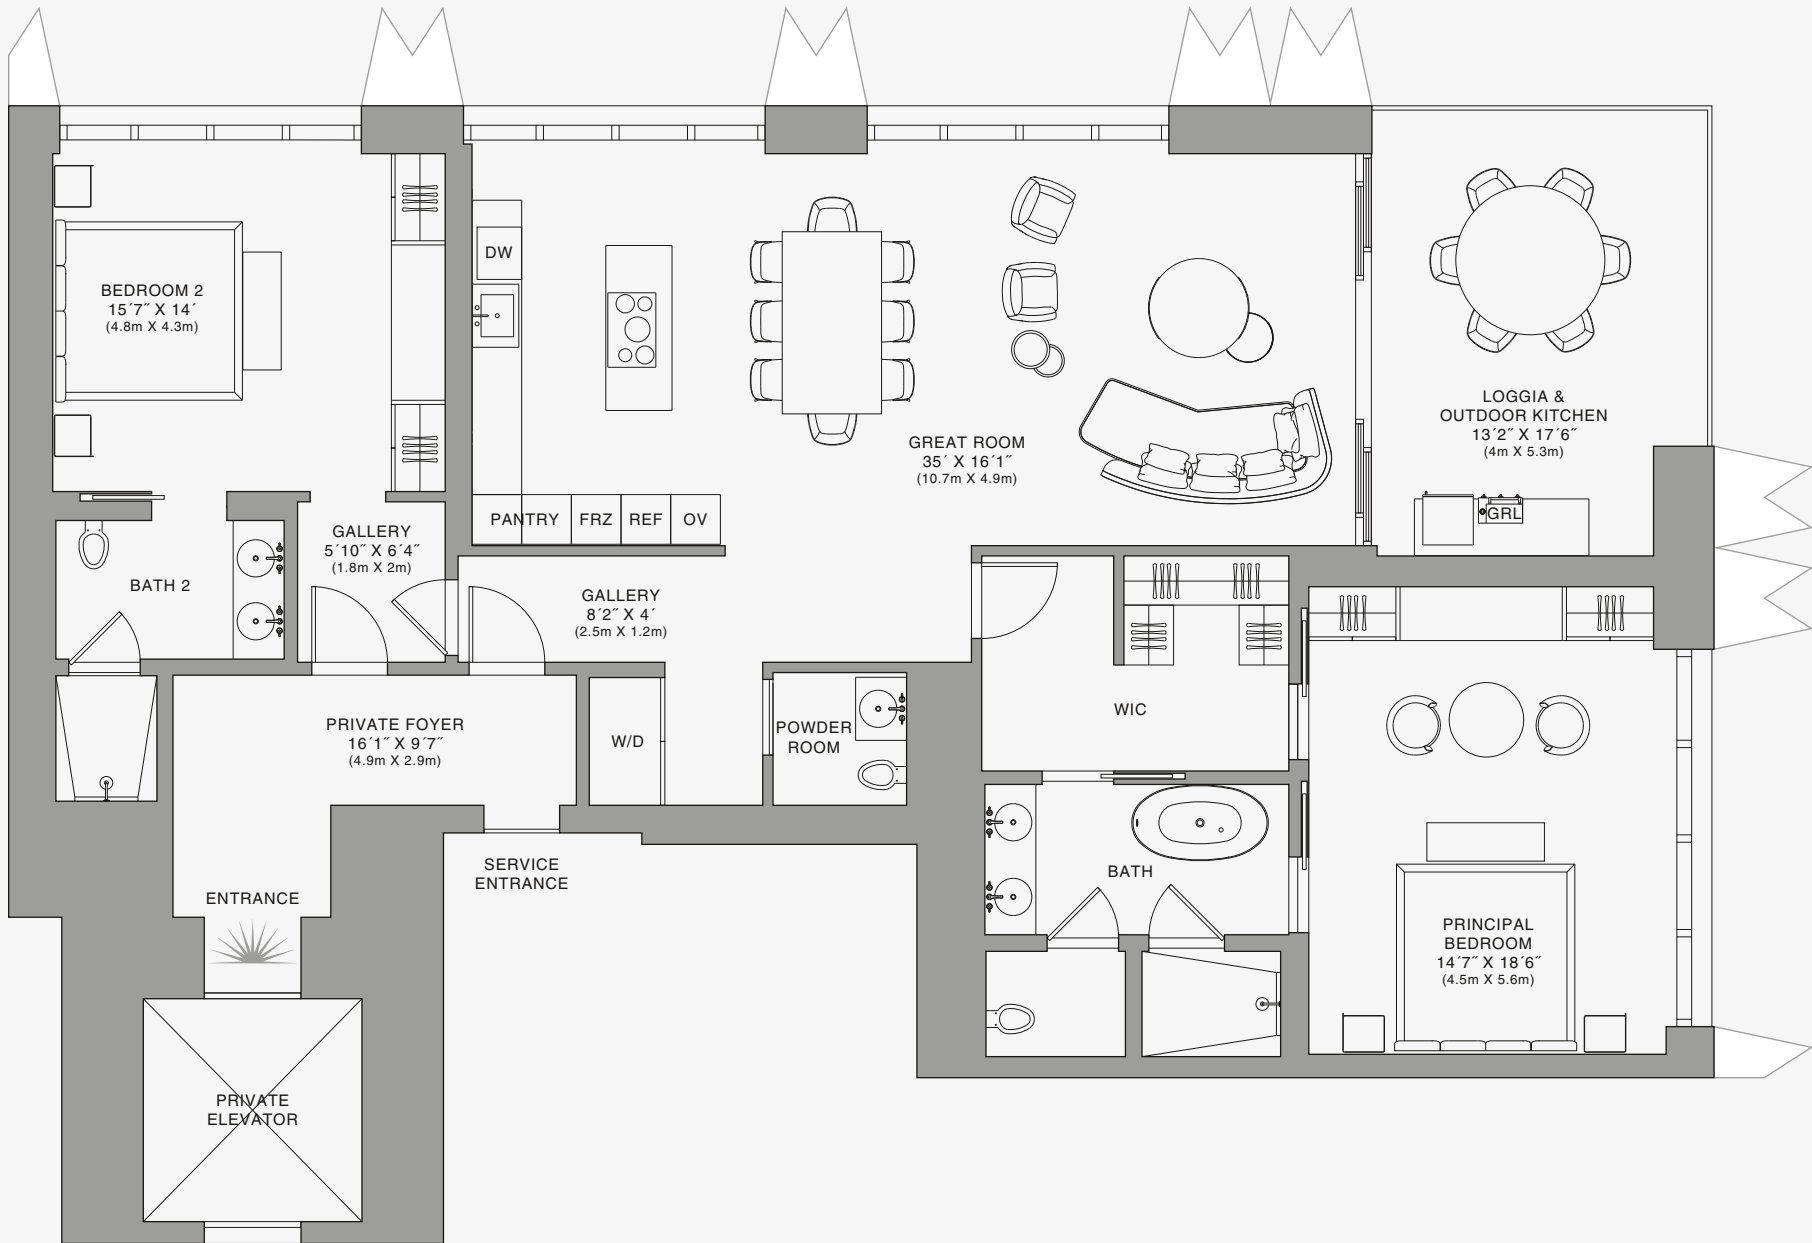 BEDROOM 2
15´7˝ X 14´
(4.8m X 4.3m)
DW
GREAT ROOM
35´ X 16´1˝
(10.7m X 4.9m)
LOGGIA &
OUTDOOR KITCHEN
13´2˝ X 17´6˝
(4m X 5.3m)
GRL
PANTRY
FRZ
REF
OV
GALLERY
5´10˝ X 6´4˝
(1.8m X 2m)
BATH 2
GALLERY
8´2˝ X 4´
(2.5m X 1.2m)
PRIVATE FOYER
16´1˝ X 9´7˝
(4.9m X 2.9m)
W/D
POWDER
ROOM
WIC
SERVICE
ENTRANCE
ENTRANCE
BATH
PRINCIPAL
BEDROOM
14´7˝ X 18´6˝
(4.5m X 5.6m)
PRIVATE
ELEVATOR